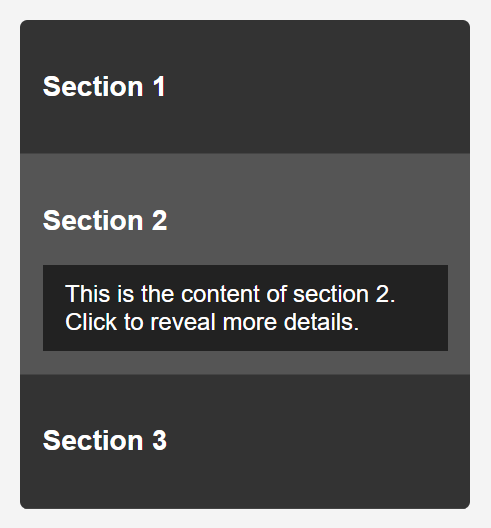 Section 1
Section 2
This is the content of section 2.
Click to reveal more details.
Section 3